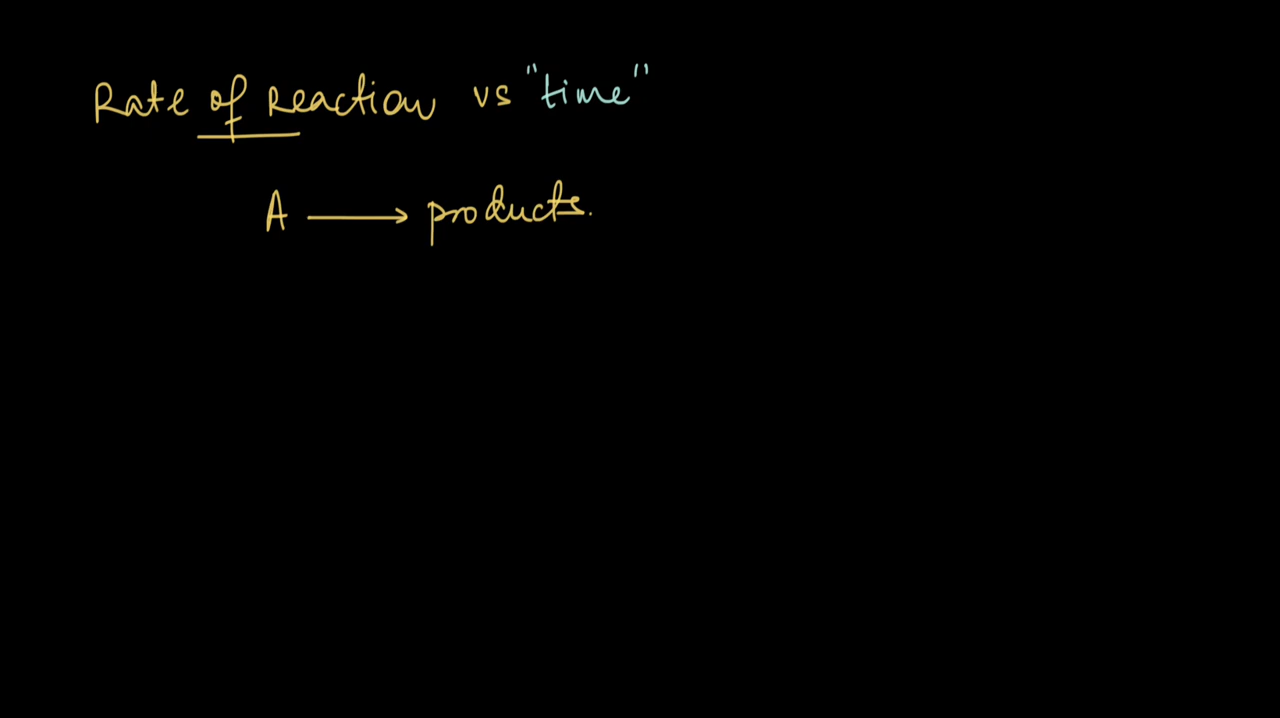 Rate of Reaction vs "time"
A ⟶ products.